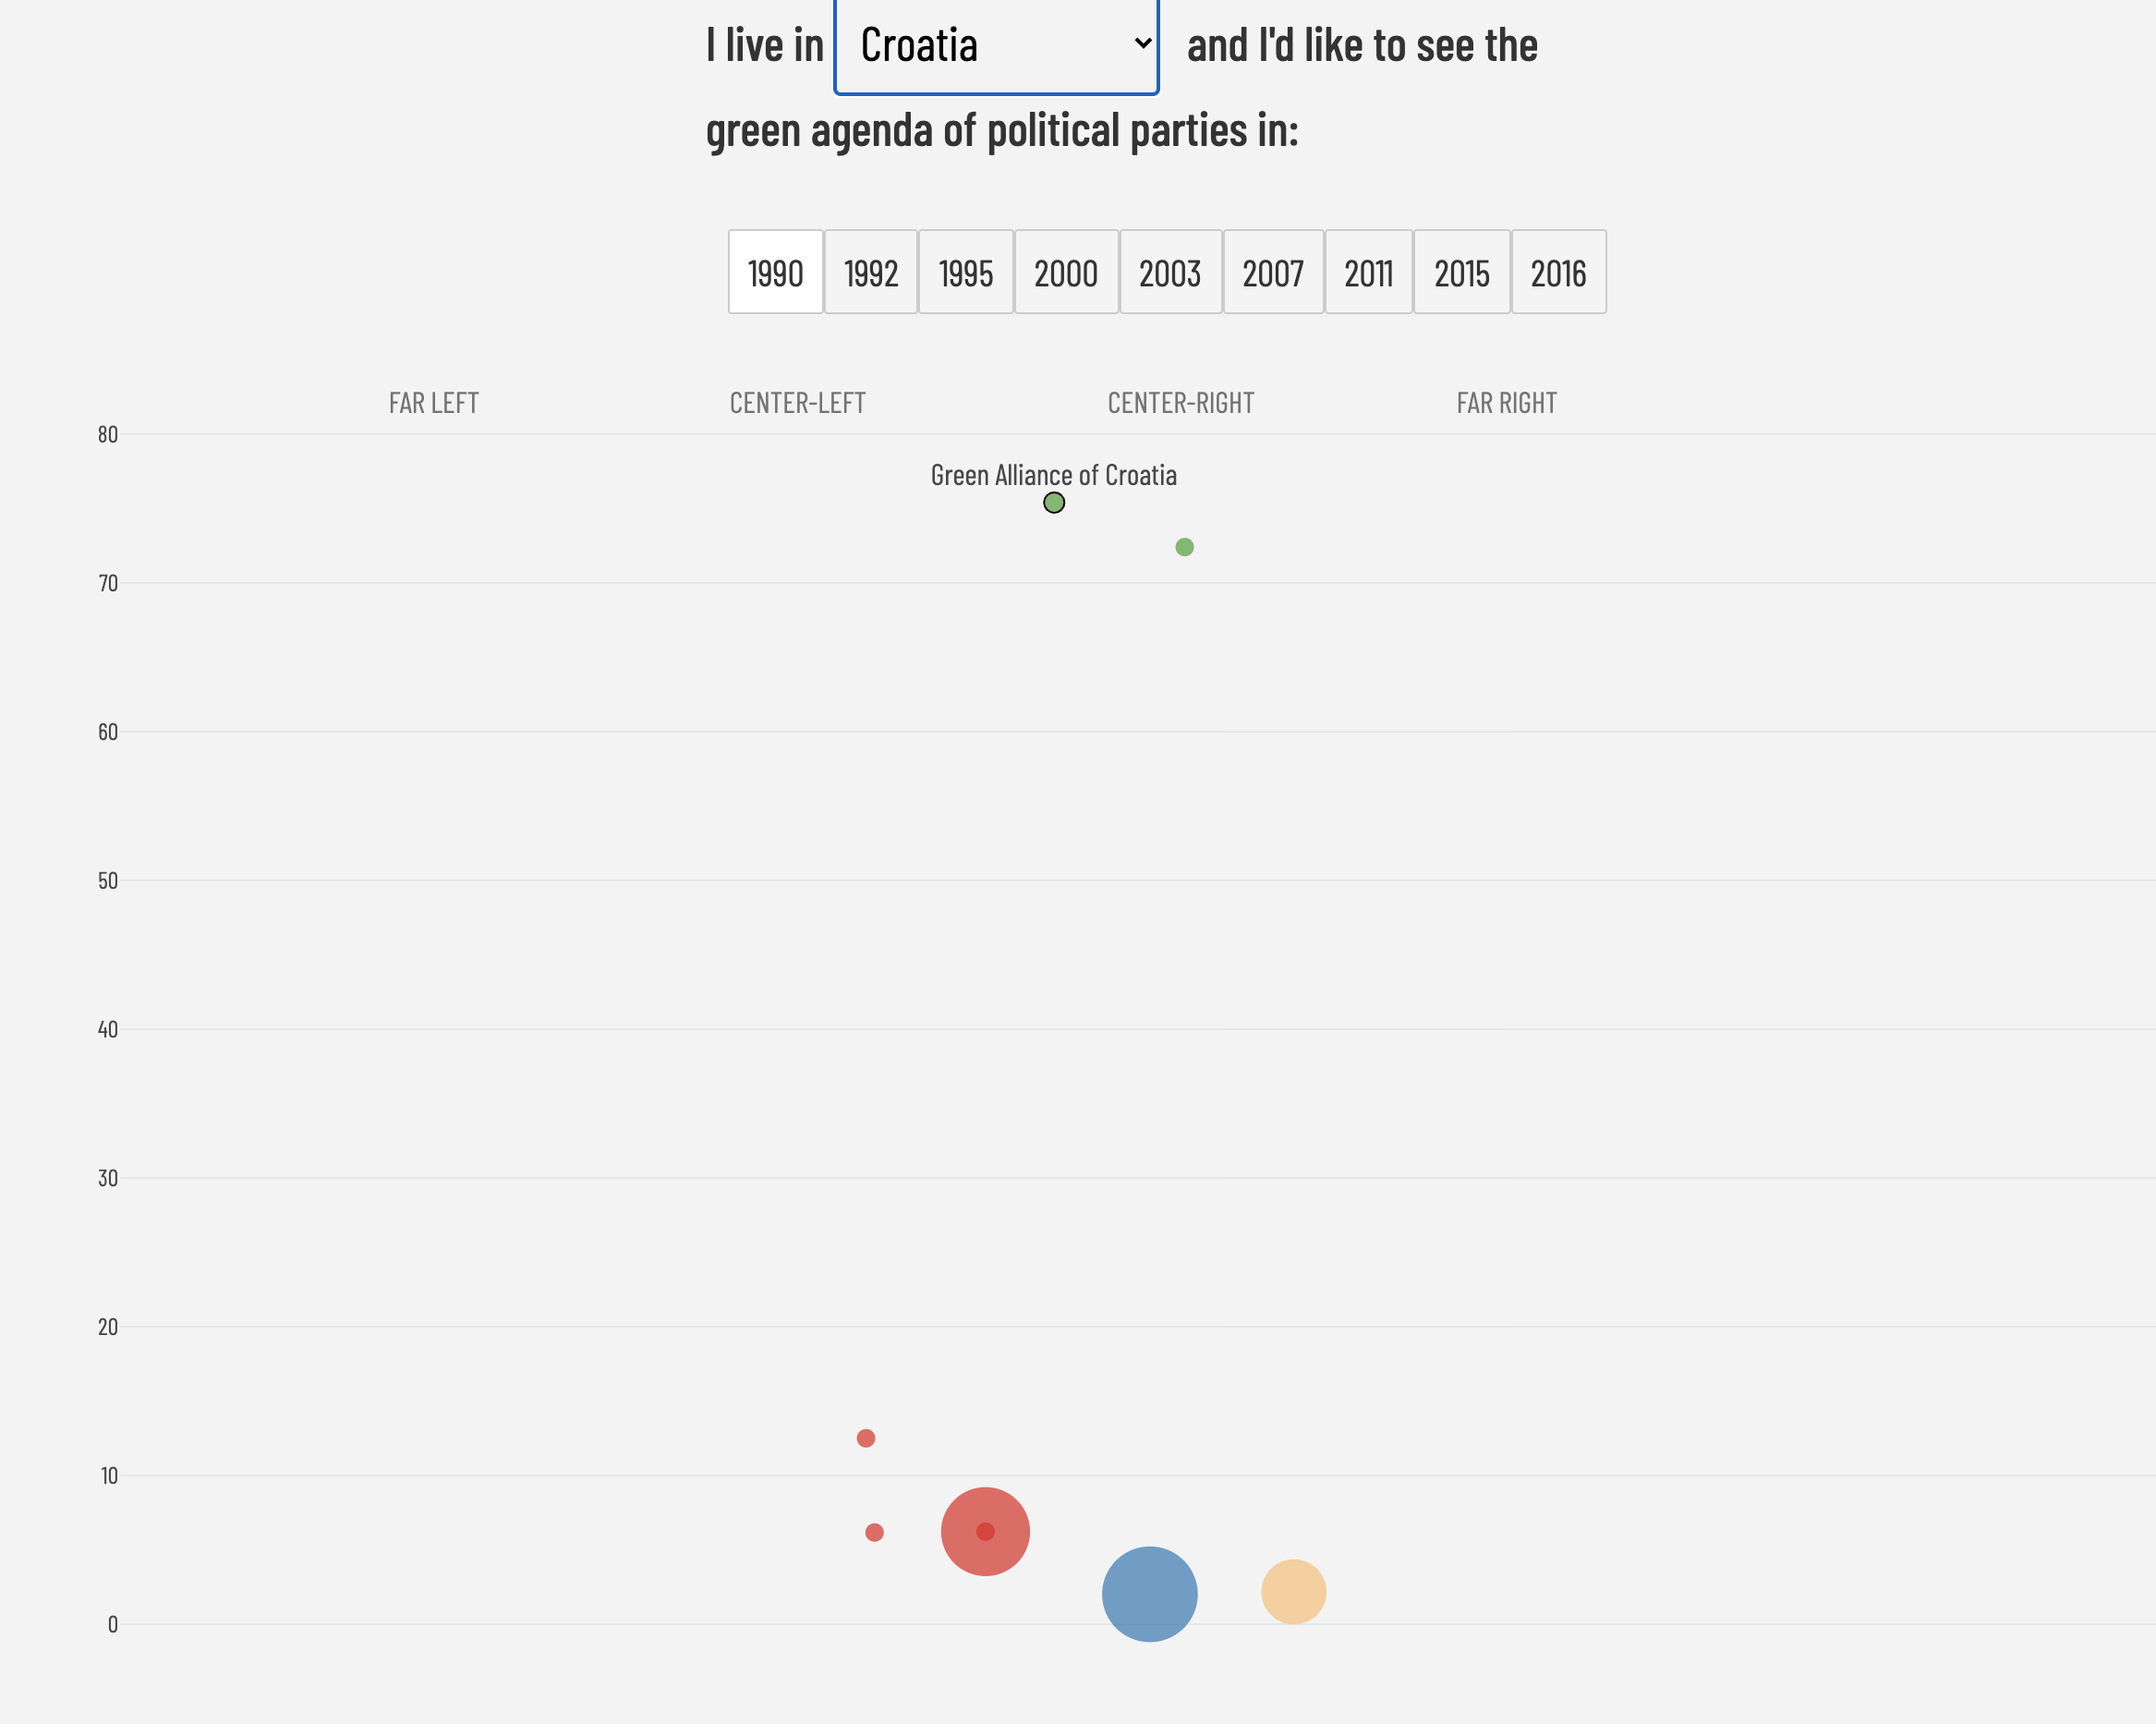 I live in Croatia and I'd like to see the
green agenda of political parties in:
1990 1992 1995 2000 2003 2007 2011 2015 2016
FAR LEFT CENTER-LEFT CENTER-RIGHT FAR RIGHT
80
Green Alliance of Croatia
70
60
50
40
30
20
10
0